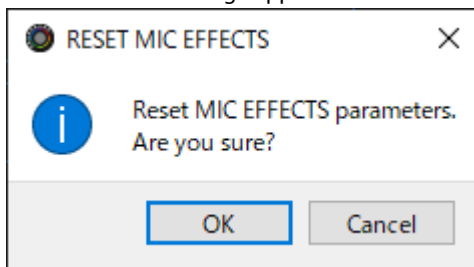 RESET MIC EFFECTS
Reset MIC EFFECTS parameters.
Are you sure?
OK
Cancel